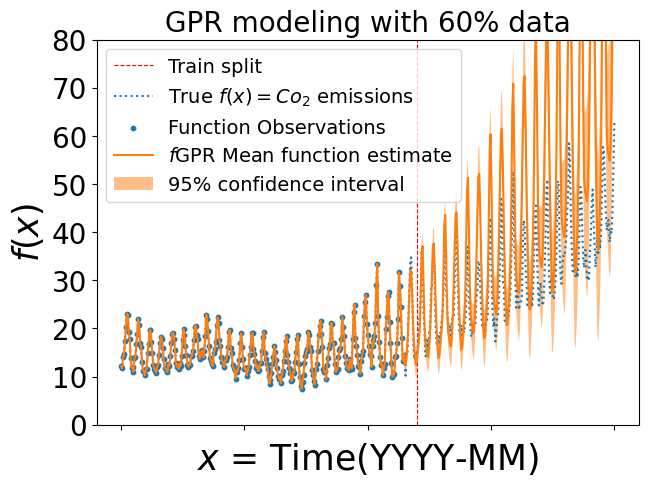 GPR modeling with 60% data
80
70
60
50
40
30
20
10
0
f(x)
Train split
True f(x) = Co₂ emissions
Function Observations
fGPR Mean function estimate
95% confidence interval
x = Time(YYYY-MM)